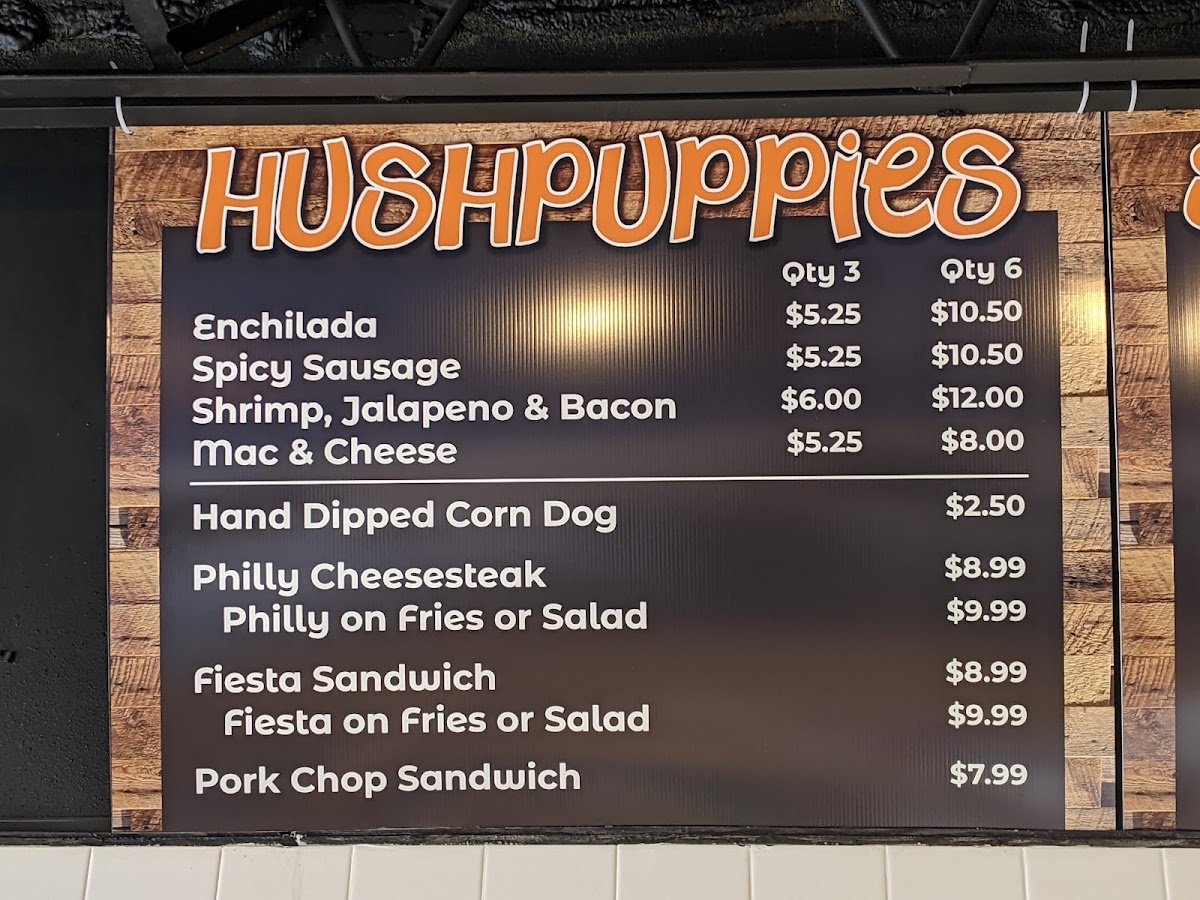 HUSHPUPPieS
Qty 3 Qty 6
Enchilada $5.25 $10.50
Spicy Sausage $5.25 $10.50
Shrimp, Jalapeno & Bacon $6.00 $12.00
Mac & Cheese $5.25 $8.00
Hand Dipped Corn Dog $2.50
Philly Cheesesteak $8.99
Philly on Fries or Salad $9.99
Fiesta Sandwich $8.99
Fiesta on Fries or Salad $9.99
Pork Chop Sandwich $7.99